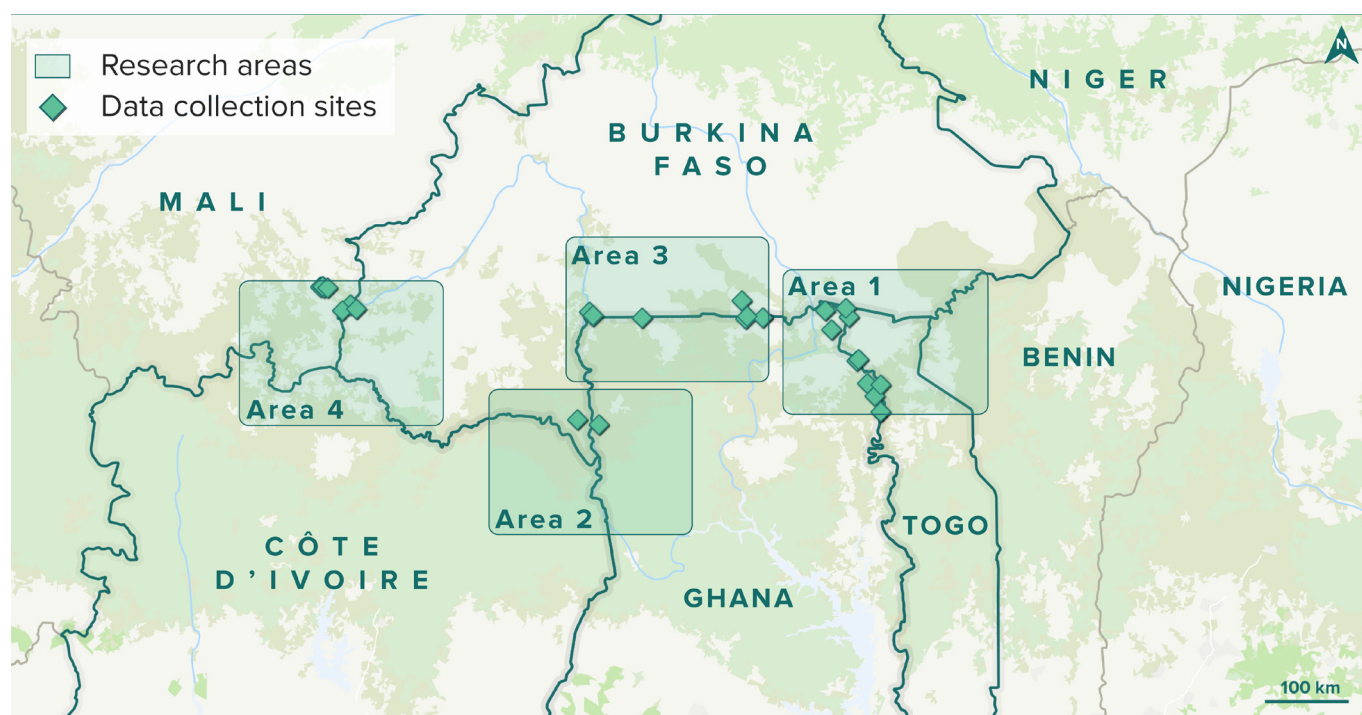 Research areas
Data collection sites
N
NIGER
BURKINA
FASO
MALI
Area 3
Area 1
NIGERIA
BENIN
Area 4
Area 2
TOGO
CÔTE
D'IVOIRE
GHANA
100 km